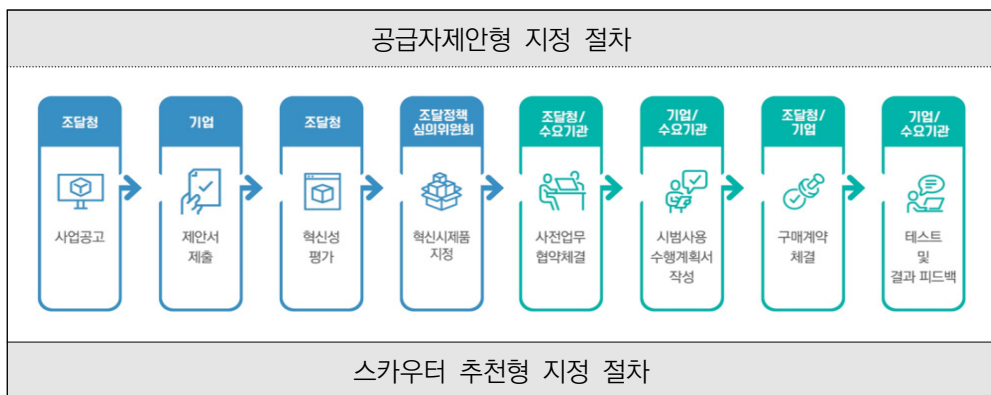 공급자제안형 지정 절차
조달청
기업
조달청
조달정책
심의위원회
조달청/
수요기관
기업/
수요기관
조달청/
기업
기업/
수요기관
사업공고
제안서
제출
혁신성
평가
혁신시제품
지정
사전업무
협약체결
시범사용
수행계획서
작성
구매계약
체결
테스트
및
결과 피드백
스카우터 추천형 지정 절차